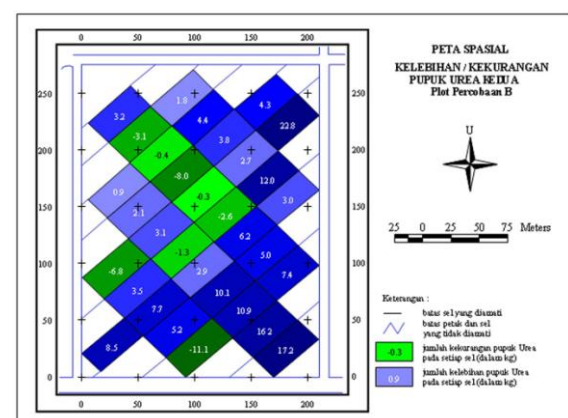 0 50 100 150 200
PETA SPASIAL
KELEBIHAN / KEKURANGAN
PUPUK UREA KEDUA
Plot Percobaan B
250 250
1.8
4.3
3.2 4.4 22.8
-3.1 3.8
200 200
-0.4 2.7
-8.0 12.0
0.9 -0.3 3.0
150 150
2.1 -2.6
3.1 6.2
-1.3 5.0
100 100
-6.8 2.9 7.4
3.5 10.1
7.7 10.9
50 50
5.2 16.2
8.5 -11.1 17.2
0 0
0 50 100 150 200
U
25 0 25 50 75 Meters
Keterangan :
batas sel yang diamati
batas petak dan sel
yang tidak diamati
-0.3 jumlah kekurangan pupuk Urea
pada setiap sel (dalam kg)
0.9 jumlah kelebihan pupuk Urea
pada setiap sel (dalam kg)